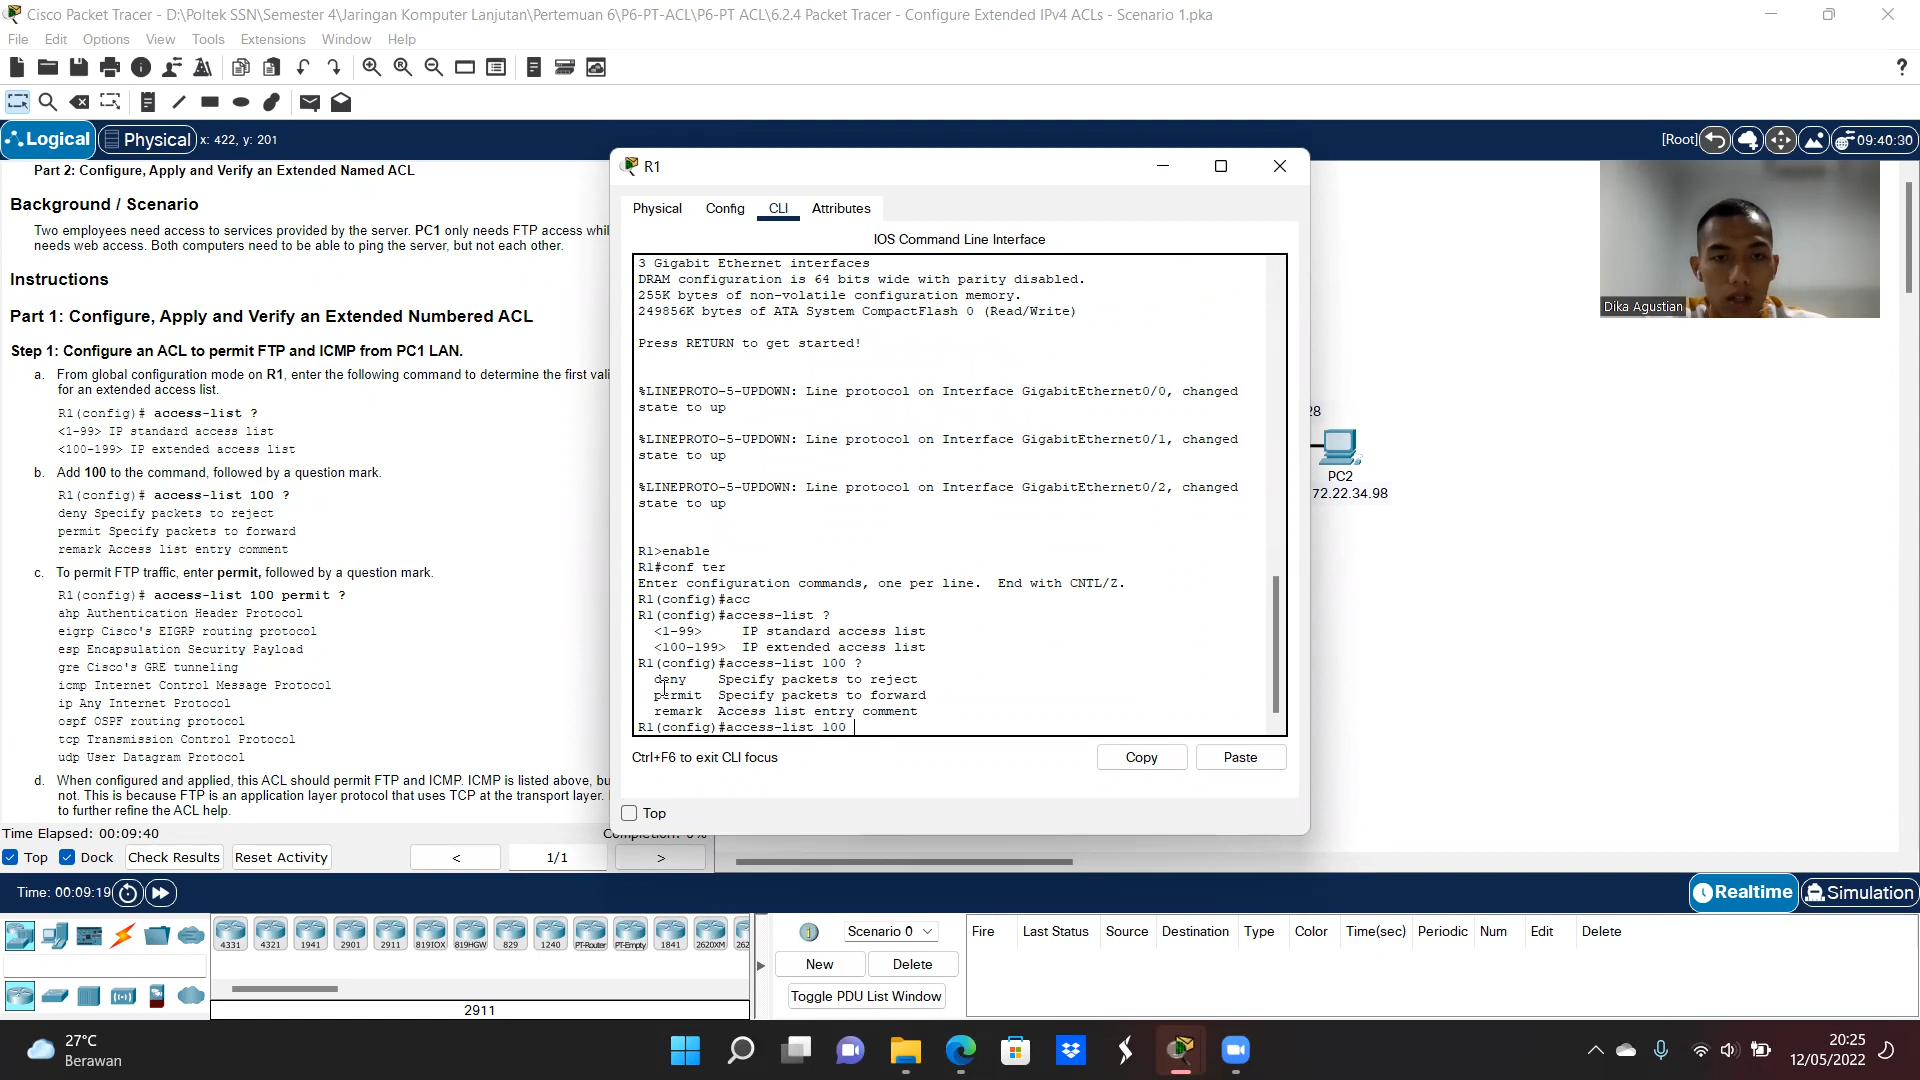 Cisco Packet Tracer - D:\Poltek SSN\Semester 4\Jaringan Komputer Lanjutan\Pertemuan 6\P6-PT-ACL\P6-PT ACL\6.2.4 Packet Tracer - Configure Extended IPv4 ACLs - Scenario 1.pka
File Edit Options View Tools Extensions Window Help
Logical Physical x: 422, y: 201
[Root] 09:40:30
Part 2: Configure, Apply and Verify an Extended Named ACL
Background / Scenario
Two employees need access to services provided by the server. PC1 only needs FTP access whil
needs web access. Both computers need to be able to ping the server, but not each other.
Instructions
Part 1: Configure, Apply and Verify an Extended Numbered ACL
Step 1: Configure an ACL to permit FTP and ICMP from PC1 LAN.
a. From global configuration mode on R1, enter the following command to determine the first vali
for an extended access list.
R1(config)# access-list ?
<1-99> IP standard access list
<100-199> IP extended access list
b. Add 100 to the command, followed by a question mark.
R1(config)# access-list 100 ?
deny Specify packets to reject
permit Specify packets to forward
remark Access list entry comment
c. To permit FTP traffic, enter permit, followed by a question mark.
R1(config)# access-list 100 permit ?
ahp Authentication Header Protocol
eigrp Cisco's EIGRP routing protocol
esp Encapsulation Security Payload
gre Cisco's GRE tunneling
icmp Internet Control Message Protocol
ip Any Internet Protocol
ospf OSPF routing protocol
tcp Transmission Control Protocol
udp User Datagram Protocol
d. When configured and applied, this ACL should permit FTP and ICMP. ICMP is listed above, bu
not. This is because FTP is an application layer protocol that uses TCP at the transport layer.
to further refine the ACL help.
Time Elapsed: 00:09:40
Top Dock Check Results Reset Activity < 1/1 >
R1
Physical Config CLI Attributes
IOS Command Line Interface
3 Gigabit Ethernet interfaces
DRAM configuration is 64 bits wide with parity disabled.
255K bytes of non-volatile configuration memory.
249856K bytes of ATA System CompactFlash 0 (Read/Write)
Press RETURN to get started!
%LINEPROTO-5-UPDOWN: Line protocol on Interface GigabitEthernet0/0, changed
state to up
%LINEPROTO-5-UPDOWN: Line protocol on Interface GigabitEthernet0/1, changed
state to up
%LINEPROTO-5-UPDOWN: Line protocol on Interface GigabitEthernet0/2, changed
state to up
R1>enable
R1#conf ter
Enter configuration commands, one per line. End with CNTL/Z.
R1(config)#acc
R1(config)#access-list ?
<1-99> IP standard access list
<100-199> IP extended access list
R1(config)#access-list 100 ?
deny Specify packets to reject
permit Specify packets to forward
remark Access list entry comment
R1(config)#access-list 100
Ctrl+F6 to exit CLI focus
Copy Paste
Top
Dika Agustian
28
PC2
72.22.34.98
Time: 00:09:19
Realtime Simulation
4331 4321 1941 2901 2911 819IOX 819HGW 829 1240 PT-Router PT-Empty 1841 2620XM 262
2911
Scenario 0
New Delete
Toggle PDU List Window
Fire Last Status Source Destination Type Color Time(sec) Periodic Num Edit Delete
27°C
Berawan
20:25
12/05/2022